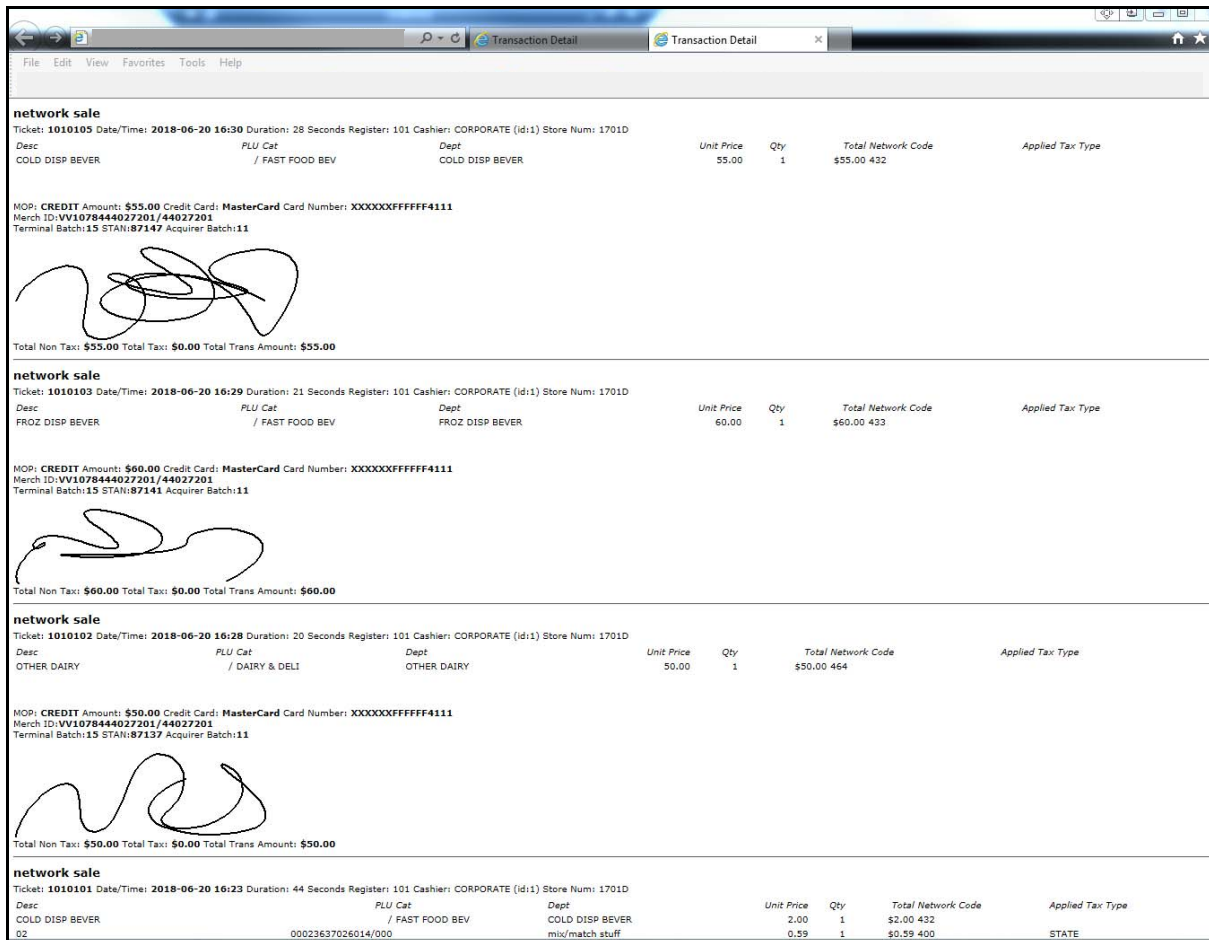 Transaction Detail Transaction Detail
File Edit View Favorites Tools Help
network sale
Ticket: 1010105 Date/Time: 2018-06-20 16:30 Duration: 28 Seconds Register: 101 Cashier: CORPORATE (id:1) Store Num: 1701D
Desc PLU Cat Dept Unit Price Qty Total Network Code Applied Tax Type
COLD DISP BEVER / FAST FOOD BEV COLD DISP BEVER 55.00 1 $55.00 432
MOP: CREDIT Amount: $55.00 Credit Card: MasterCard Card Number: XXXXXXFFFFFF4111
Merch ID:VV1078444027201/44027201
Terminal Batch:15 STAN:87147 Acquirer Batch:11
Total Non Tax: $55.00 Total Tax: $0.00 Total Trans Amount: $55.00
network sale
Ticket: 1010103 Date/Time: 2018-06-20 16:29 Duration: 21 Seconds Register: 101 Cashier: CORPORATE (id:1) Store Num: 1701D
Desc PLU Cat Dept Unit Price Qty Total Network Code Applied Tax Type
FROZ DISP BEVER / FAST FOOD BEV FROZ DISP BEVER 60.00 1 $60.00 433
MOP: CREDIT Amount: $60.00 Credit Card: MasterCard Card Number: XXXXXXFFFFFF4111
Merch ID:VV1078444027201/44027201
Terminal Batch:15 STAN:87141 Acquirer Batch:11
Total Non Tax: $60.00 Total Tax: $0.00 Total Trans Amount: $60.00
network sale
Ticket: 1010102 Date/Time: 2018-06-20 16:28 Duration: 20 Seconds Register: 101 Cashier: CORPORATE (id:1) Store Num: 1701D
Desc PLU Cat Dept Unit Price Qty Total Network Code Applied Tax Type
OTHER DAIRY / DAIRY & DELI OTHER DAIRY 50.00 1 $50.00 464
MOP: CREDIT Amount: $50.00 Credit Card: MasterCard Card Number: XXXXXXFFFFFF4111
Merch ID:VV1078444027201/44027201
Terminal Batch:15 STAN:87137 Acquirer Batch:11
Total Non Tax: $50.00 Total Tax: $0.00 Total Trans Amount: $50.00
network sale
Ticket: 1010101 Date/Time: 2018-06-20 16:23 Duration: 44 Seconds Register: 101 Cashier: CORPORATE (id:1) Store Num: 1701D
Desc PLU Cat Dept Unit Price Qty Total Network Code Applied Tax Type
COLD DISP BEVER / FAST FOOD BEV COLD DISP BEVER 2.00 1 $2.00 432
02 00023637026014/000 mix/match stuff 0.59 1 $0.59 400 STATE